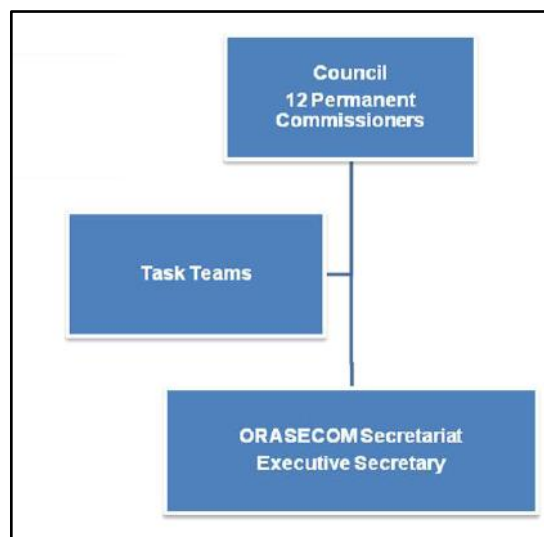 Council
12 Permanent
Commissioners
Task Teams
ORASECOM Secretariat
Executive Secretary